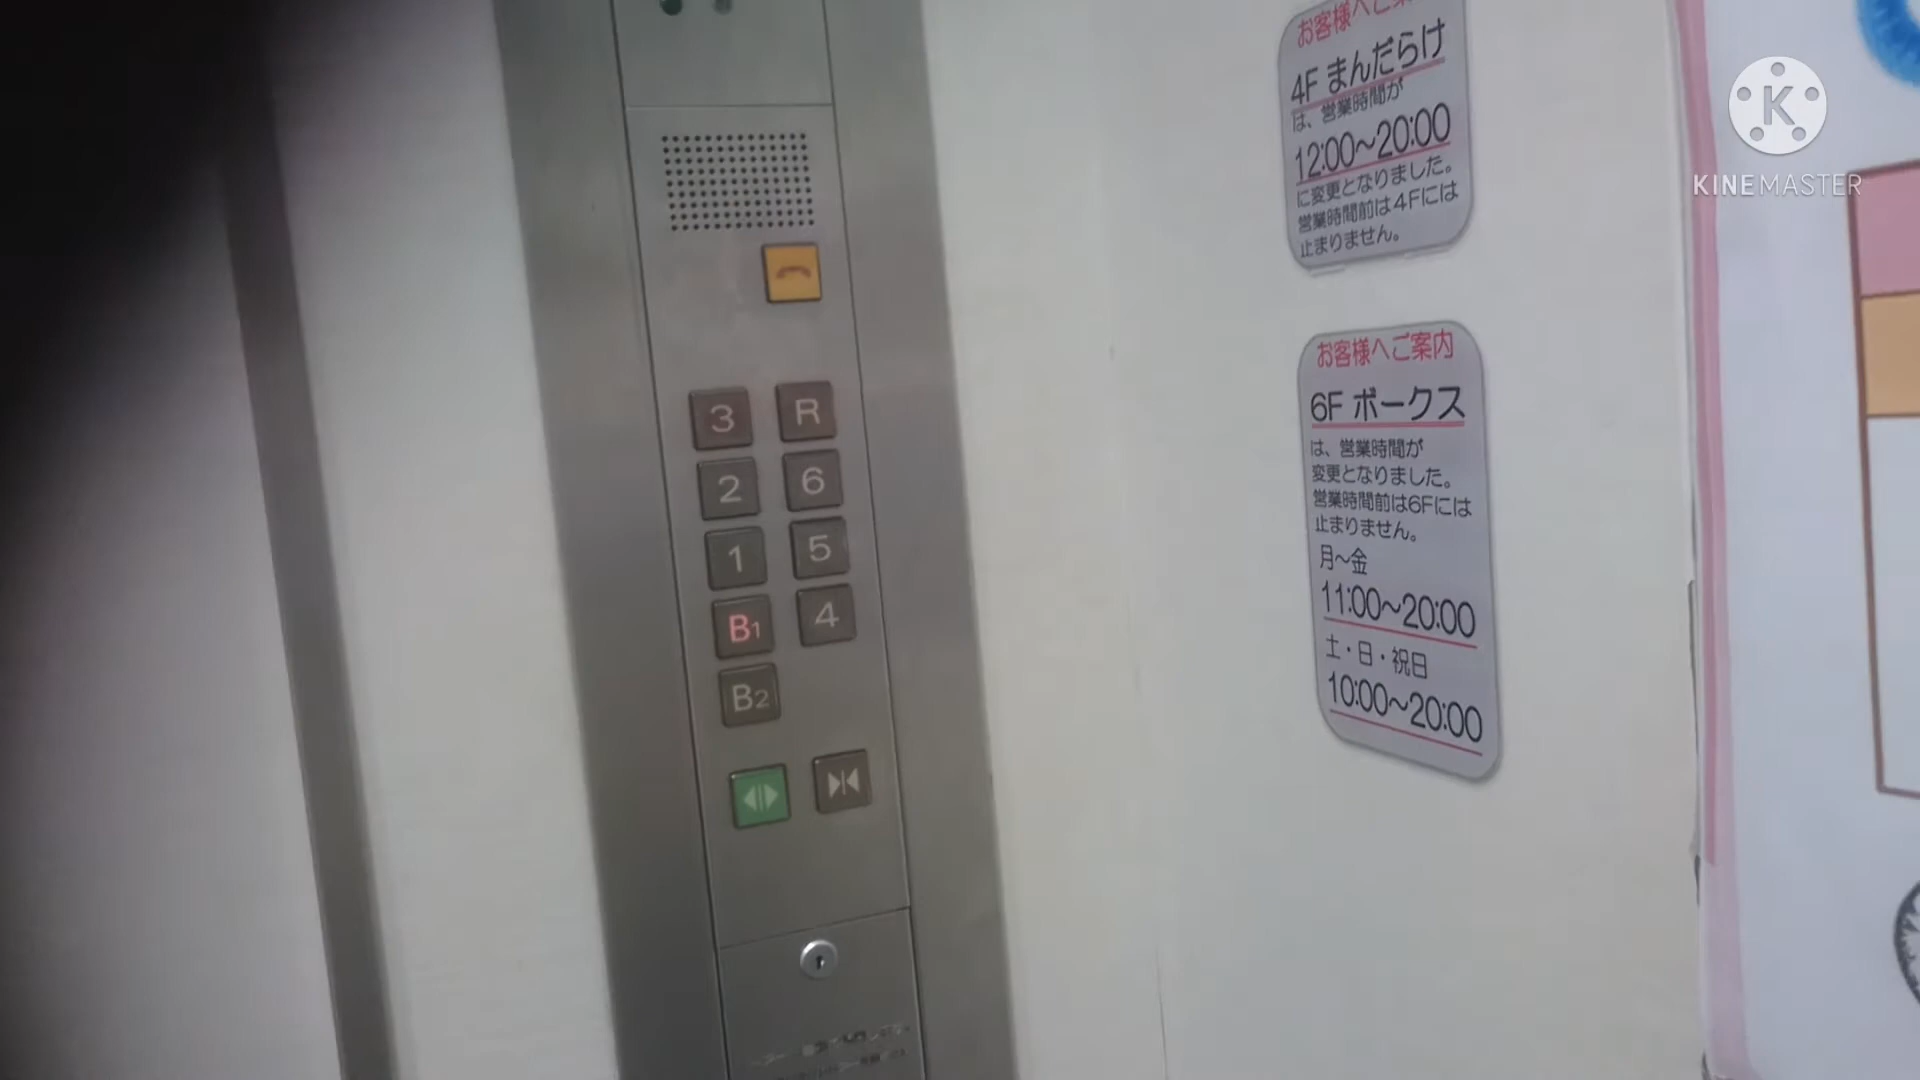 お客様へご案
4F まんだらけ
は、営業時間が
12:00〜20:00
に変更となりました。
営業時間前は4Fには
止まりません。
お客様へご案内
6F ボークス
は、営業時間が
変更となりました。
営業時間前は6Fには
止まりません。
月〜金
11:00〜20:00
土・日・祝日
10:00〜20:00
3 R
2 6
1 5
B1 4
B2
K
KINEMASTER